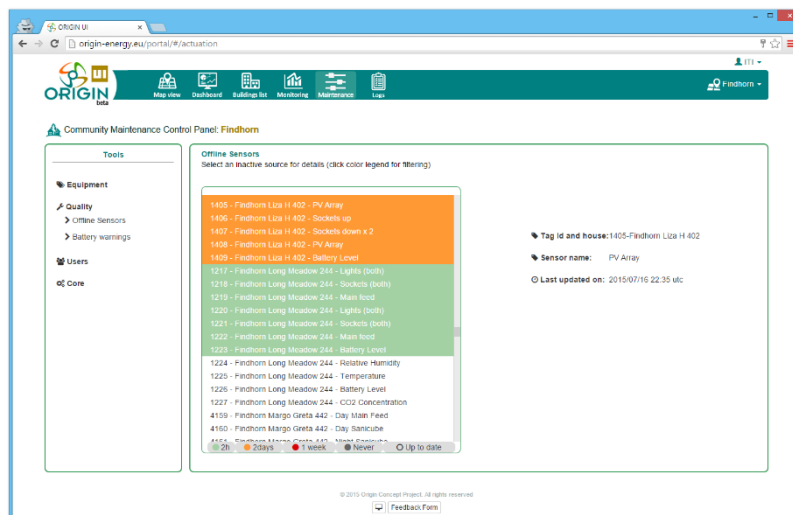 ORIGIN UI
origin-energy.eu/portal/#/actuation
ITI
ORIGIN UI
beta
Map view Dashboard Buildings list Monitoring Maintenance Logs
Findhorn
Community Maintenance Control Panel: Findhorn
Tools
Equipment
Quality
Offline Sensors
Battery warnings
Users
Core
Offline Sensors
Select an inactive source for details (click color legend for filtering)
1405 - Findhorn Liza H 402 - PV Array
1406 - Findhorn Liza H 402 - Sockets up
1407 - Findhorn Liza H 402 - Sockets down x 2
1408 - Findhorn Liza H 402 - PV Array
1409 - Findhorn Liza H 402 - Battery Level
1217 - Findhorn Long Meadow 244 - Lights (both)
1218 - Findhorn Long Meadow 244 - Sockets (both)
1219 - Findhorn Long Meadow 244 - Main feed
1220 - Findhorn Long Meadow 244 - Lights (both)
1221 - Findhorn Long Meadow 244 - Sockets (both)
1222 - Findhorn Long Meadow 244 - Main feed
1223 - Findhorn Long Meadow 244 - Battery Level
1224 - Findhorn Long Meadow 244 - Relative Humidity
1225 - Findhorn Long Meadow 244 - Temperature
1226 - Findhorn Long Meadow 244 - Battery Level
1227 - Findhorn Long Meadow 244 - CO2 Concentration
4159 - Findhorn Margo Greta 442 - Day Main Feed
4160 - Findhorn Margo Greta 442 - Day Sanicube
4161 - Findhorn Margo Greta 442 - Night Sanicube
2h 2days 1 week Never Up to date
Tag Id and house: 1405-Findhorn Liza H 402
Sensor name: PV Array
Last updated on: 2015/07/16 22:35 utc
© 2015 Origin Concept Project. All rights reserved
Feedback Form